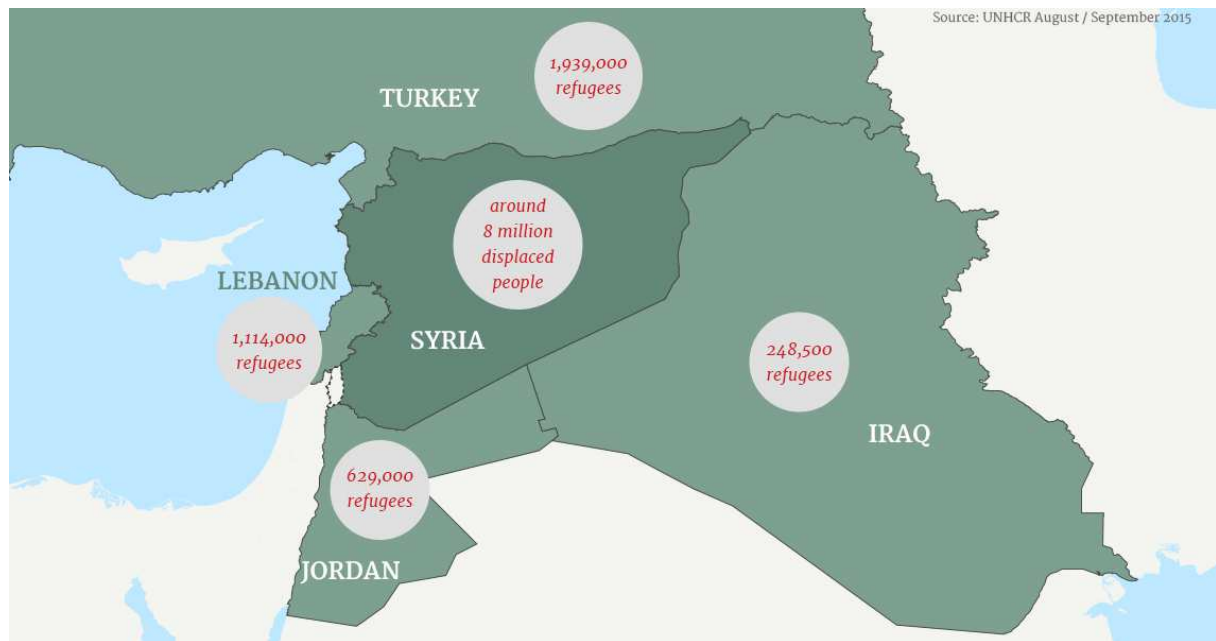 Source: UNHCR August / September 2015
1,939,000
refugees
TURKEY
around
8 million
displaced
people
LEBANON
1,114,000
refugees
SYRIA
248,500
refugees
IRAQ
629,000
refugees
JORDAN